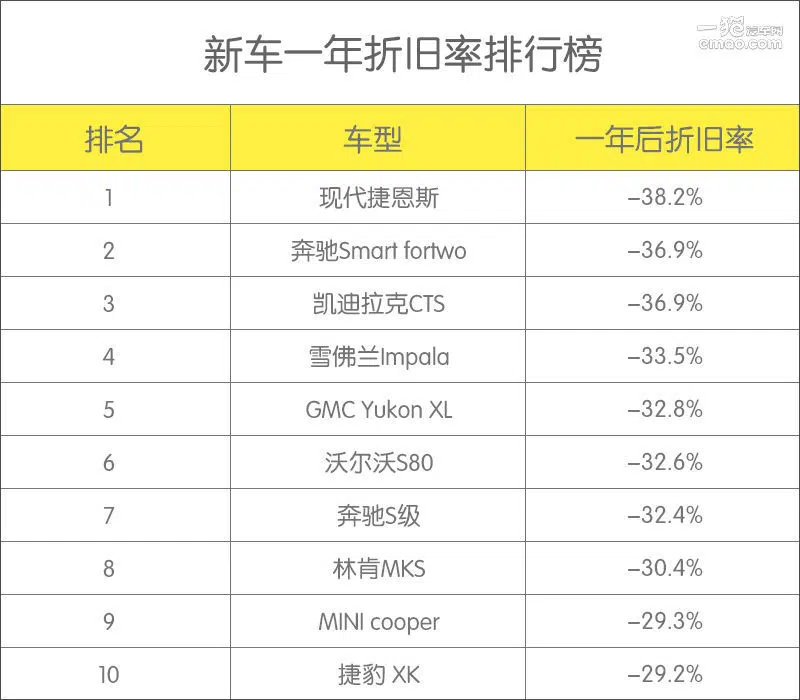 一猫汽车网
emao.com
新车一年折旧率排行榜
排名 车型 一年后折旧率
1 现代捷恩斯 -38.2%
2 奔驰Smart fortwo -36.9%
3 凯迪拉克CTS -36.9%
4 雪佛兰Impala -33.5%
5 GMC Yukon XL -32.8%
6 沃尔沃S80 -32.6%
7 奔驰S级 -32.4%
8 林肯MKS -30.4%
9 MINI cooper -29.3%
10 捷豹 XK -29.2%